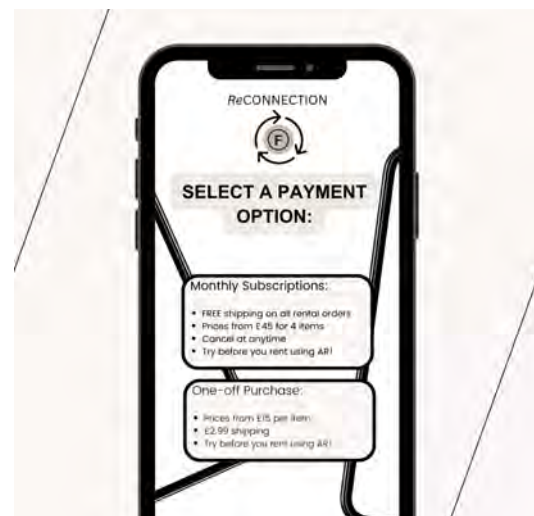 ReCONNECTION
F
SELECT A PAYMENT
OPTION:
Monthly Subscriptions:
• FREE shipping on all rental orders
• Prices from £45 for 4 items
• Cancel at anytime
• Try before you rent using AR!
One-off Purchase:
• Prices from £15 per item
• £2.99 shipping
• Try before you rent using AR!